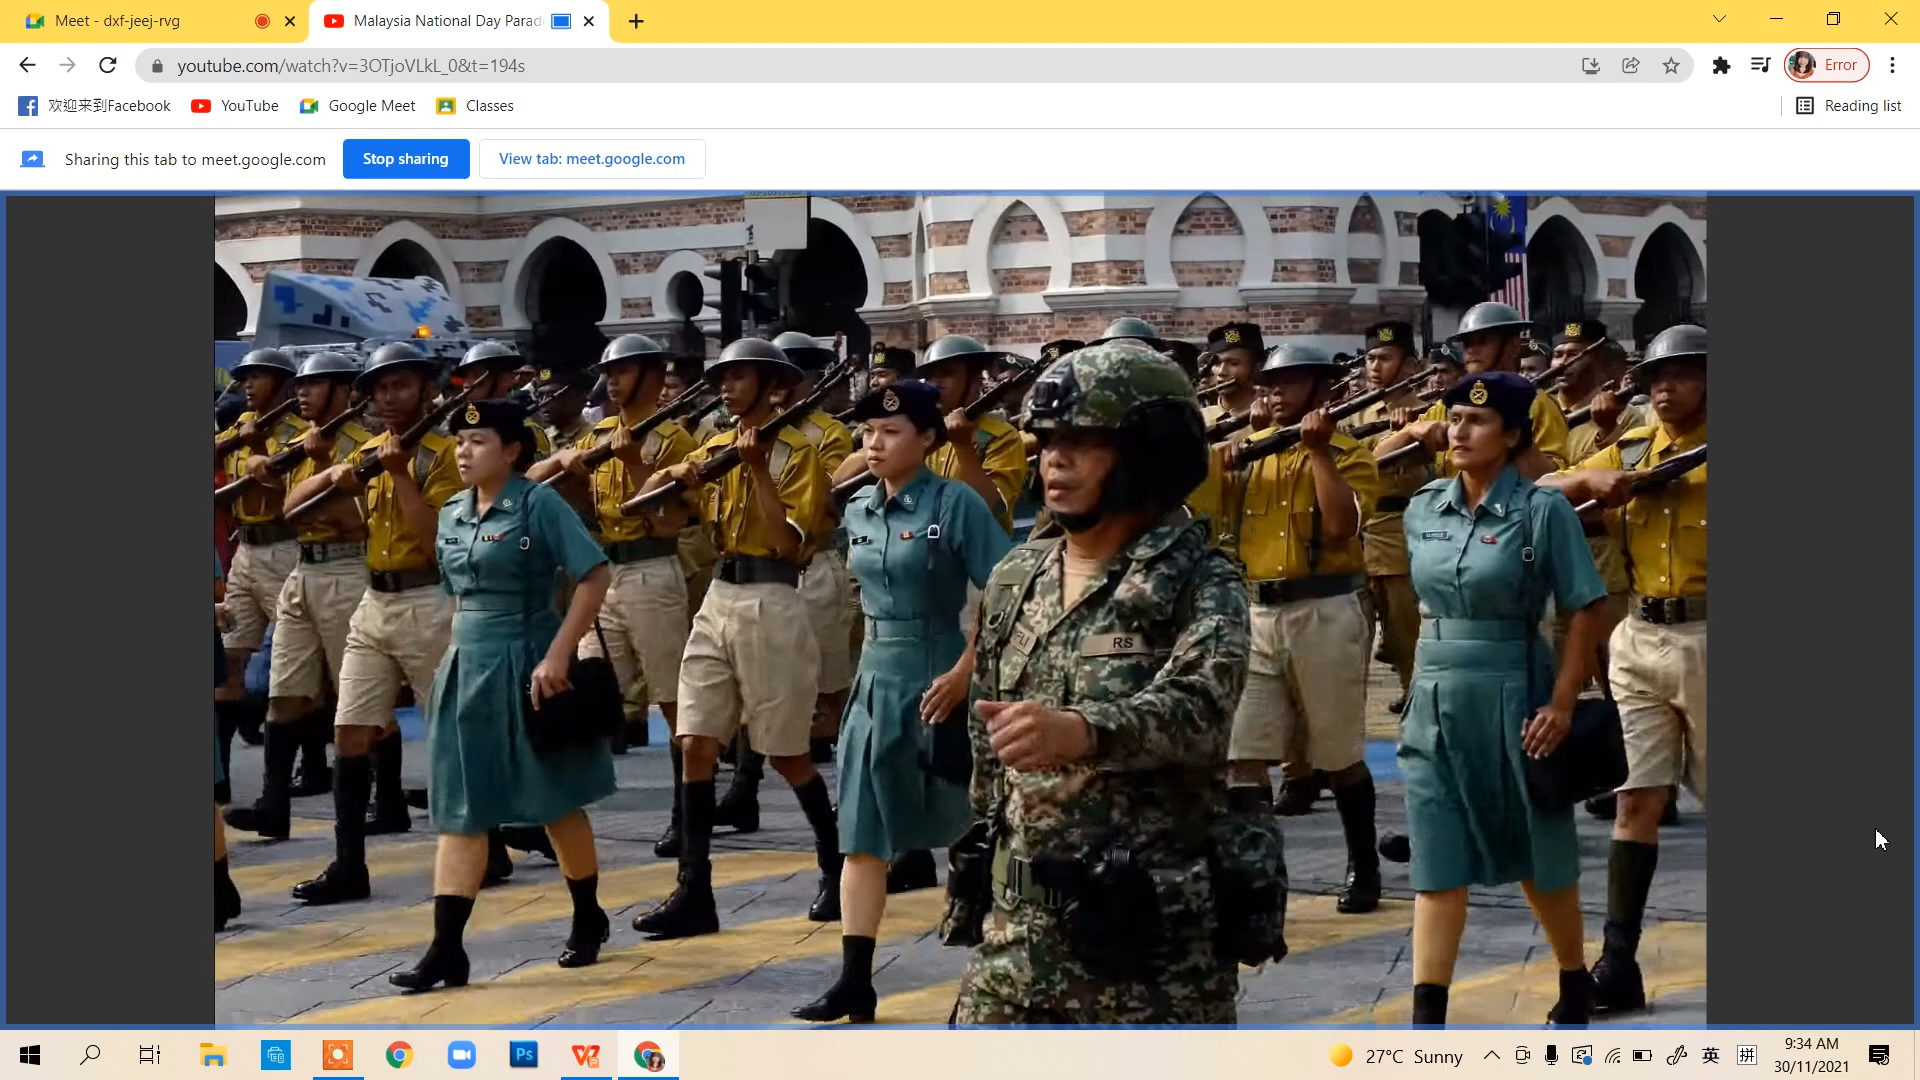 Meet - dxf-jeej-rvg
Malaysia National Day Parad
youtube.com/watch?v=3OTjoVLkL_0&t=194s
Error
欢迎来到Facebook
YouTube
Google Meet
Classes
Reading list
Sharing this tab to meet.google.com
Stop sharing
View tab: meet.google.com
RS
Ps
27°C Sunny
英
拼
9:34 AM
30/11/2021